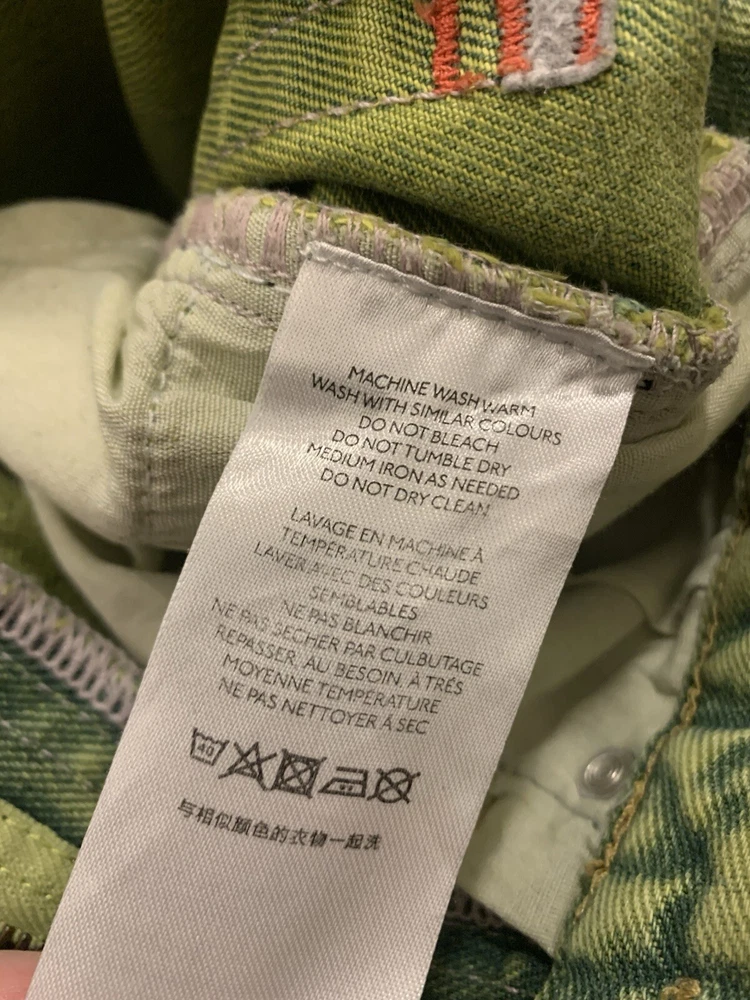 MACHINE WASH WARM
WASH WITH SIMILAR COLOURS
DO NOT BLEACH
DO NOT TUMBLE DRY
MEDIUM IRON AS NEEDED
DO NOT DRY CLEAN
LAVAGE EN MACHINE À
TEMPÉRATURE CHAUDE
LAVER AVEC DES COULEURS
SEMBLABLES
NE PAS BLANCHIR
NE PAS SECHER PAR CULBUTAGE
REPASSER, AU BESOIN, À TRÉS
MOYENNE TEMPÉRATURE
NE PAS NETTOYER À SEC
40
与相似颜色的衣物一起洗